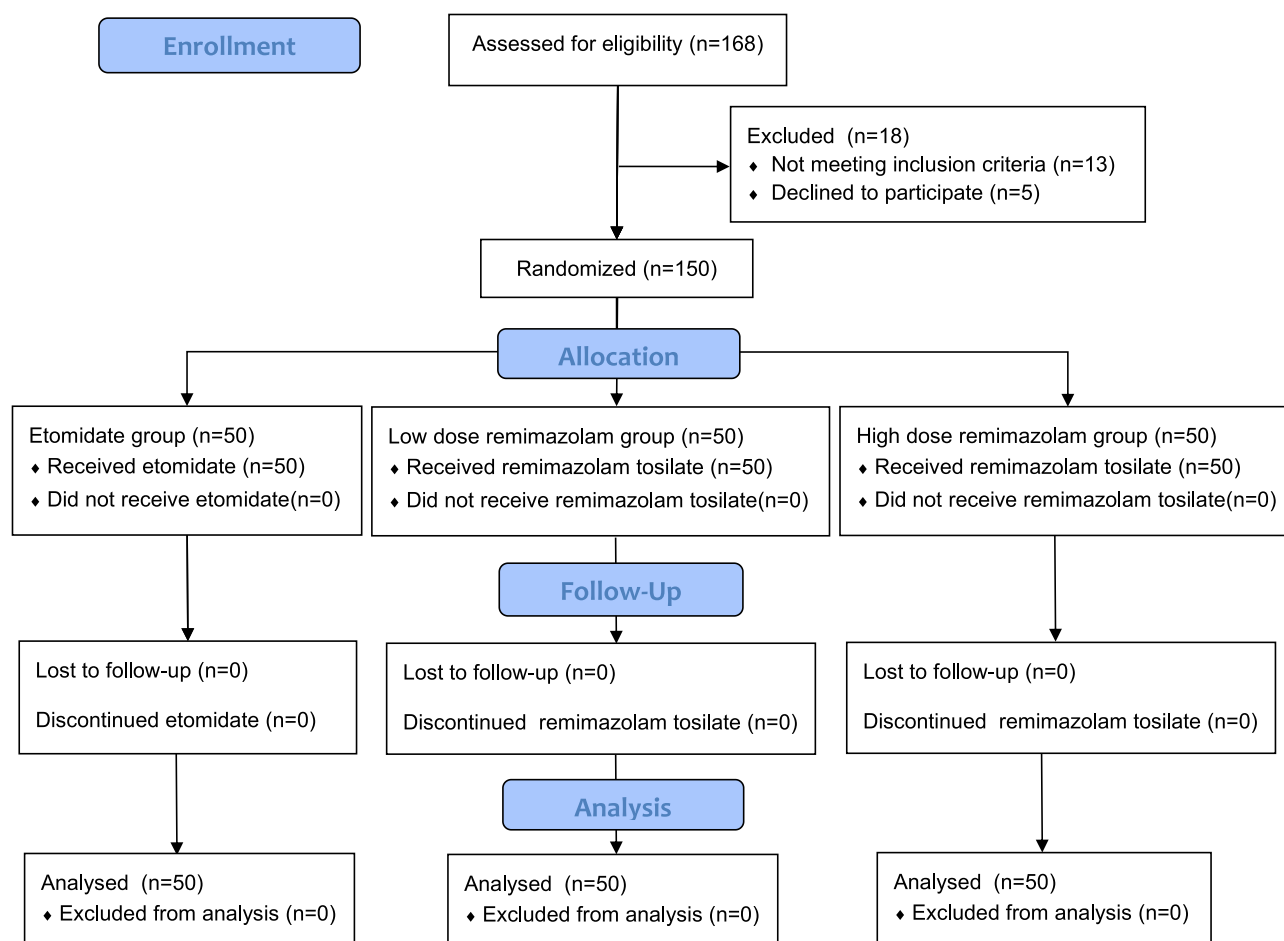 Enrollment
Assessed for eligibility (n=168)
Excluded (n=18)
♦ Not meeting inclusion criteria (n=13)
♦ Declined to participate (n=5)
Randomized (n=150)
Allocation
Etomidate group (n=50)
♦ Received etomidate (n=50)
♦ Did not receive etomidate(n=0)
Low dose remimazolam group (n=50)
♦ Received remimazolam tosilate (n=50)
♦ Did not receive remimazolam tosilate(n=0)
High dose remimazolam group (n=50)
♦ Received remimazolam tosilate (n=50)
♦ Did not receive remimazolam tosilate(n=0)
Follow-Up
Lost to follow-up (n=0)
Discontinued etomidate (n=0)
Lost to follow-up (n=0)
Discontinued remimazolam tosilate (n=0)
Lost to follow-up (n=0)
Discontinued remimazolam tosilate (n=0)
Analysis
Analysed (n=50)
♦ Excluded from analysis (n=0)
Analysed (n=50)
♦ Excluded from analysis (n=0)
Analysed (n=50)
♦ Excluded from analysis (n=0)